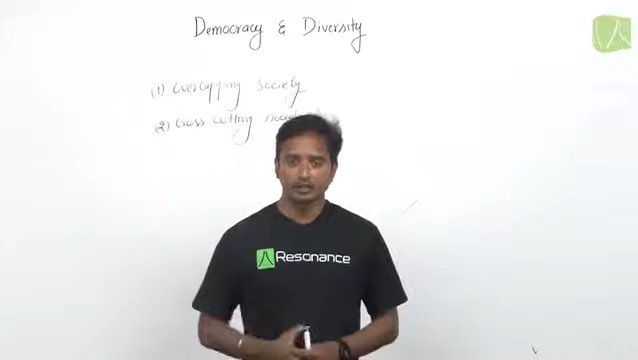 Democracy & Diversity
(1) Overlapping Society
(2) Cross cutting
Resonance